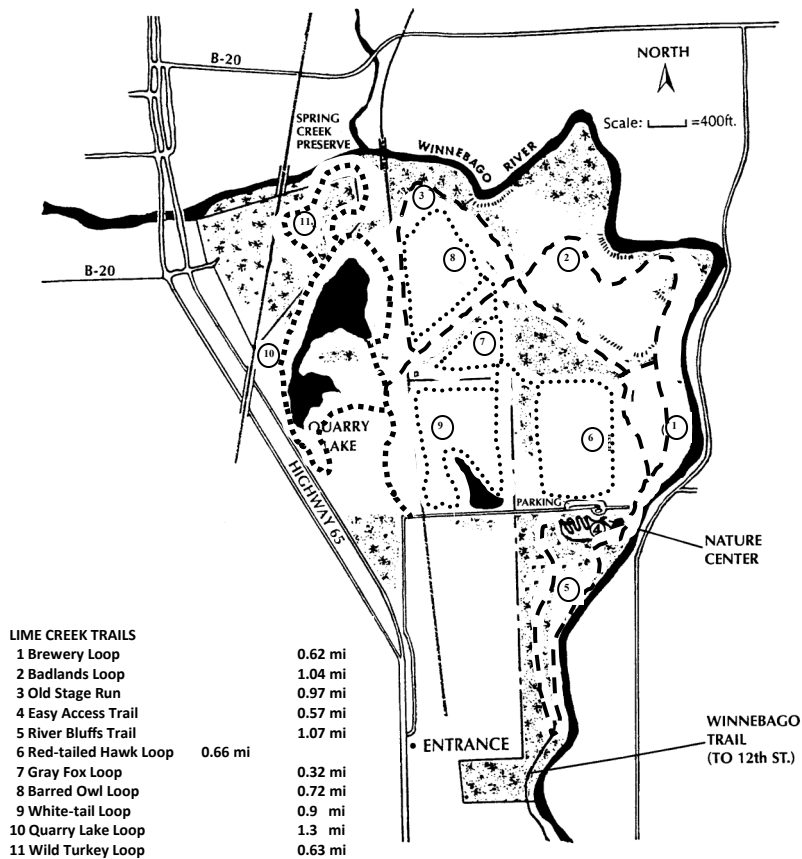 B-20
NORTH
Scale: =400ft.
SPRING
CREEK
PRESERVE
WINNEBAGO RIVER
3
11
2
8
B-20
10
7
QUARRY
LAKE
9
6
1
HIGHWAY 65
PARKING
4
NATURE
CENTER
5
LIME CREEK TRAILS
1 Brewery Loop 0.62 mi
2 Badlands Loop 1.04 mi
3 Old Stage Run 0.97 mi
4 Easy Access Trail 0.57 mi
5 River Bluffs Trail 1.07 mi
6 Red-tailed Hawk Loop 0.66 mi
7 Gray Fox Loop 0.32 mi
8 Barred Owl Loop 0.72 mi
9 White-tail Loop 0.9 mi
10 Quarry Lake Loop 1.3 mi
11 Wild Turkey Loop 0.63 mi
ENTRANCE
WINNEBAGO
TRAIL
(TO 12th ST.)